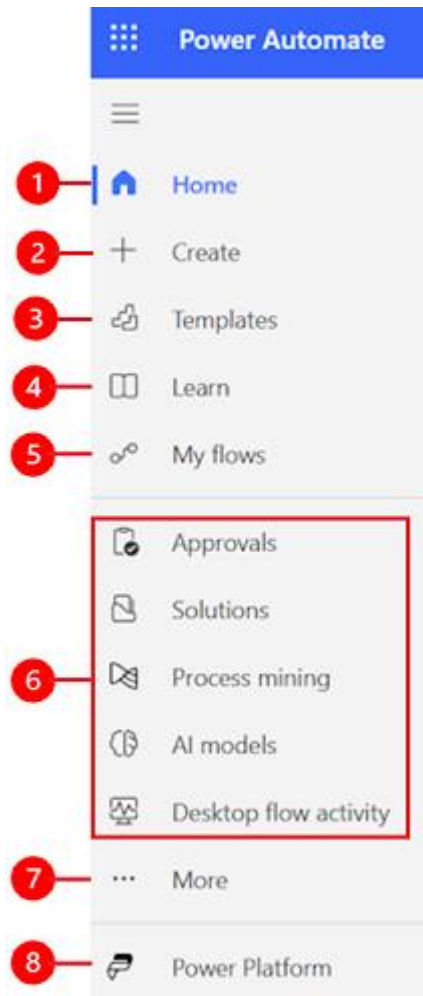 Power Automate
1 Home
2 Create
3 Templates
4 Learn
5 My flows
Approvals
Solutions
6 Process mining
AI models
Desktop flow activity
7 More
8 Power Platform